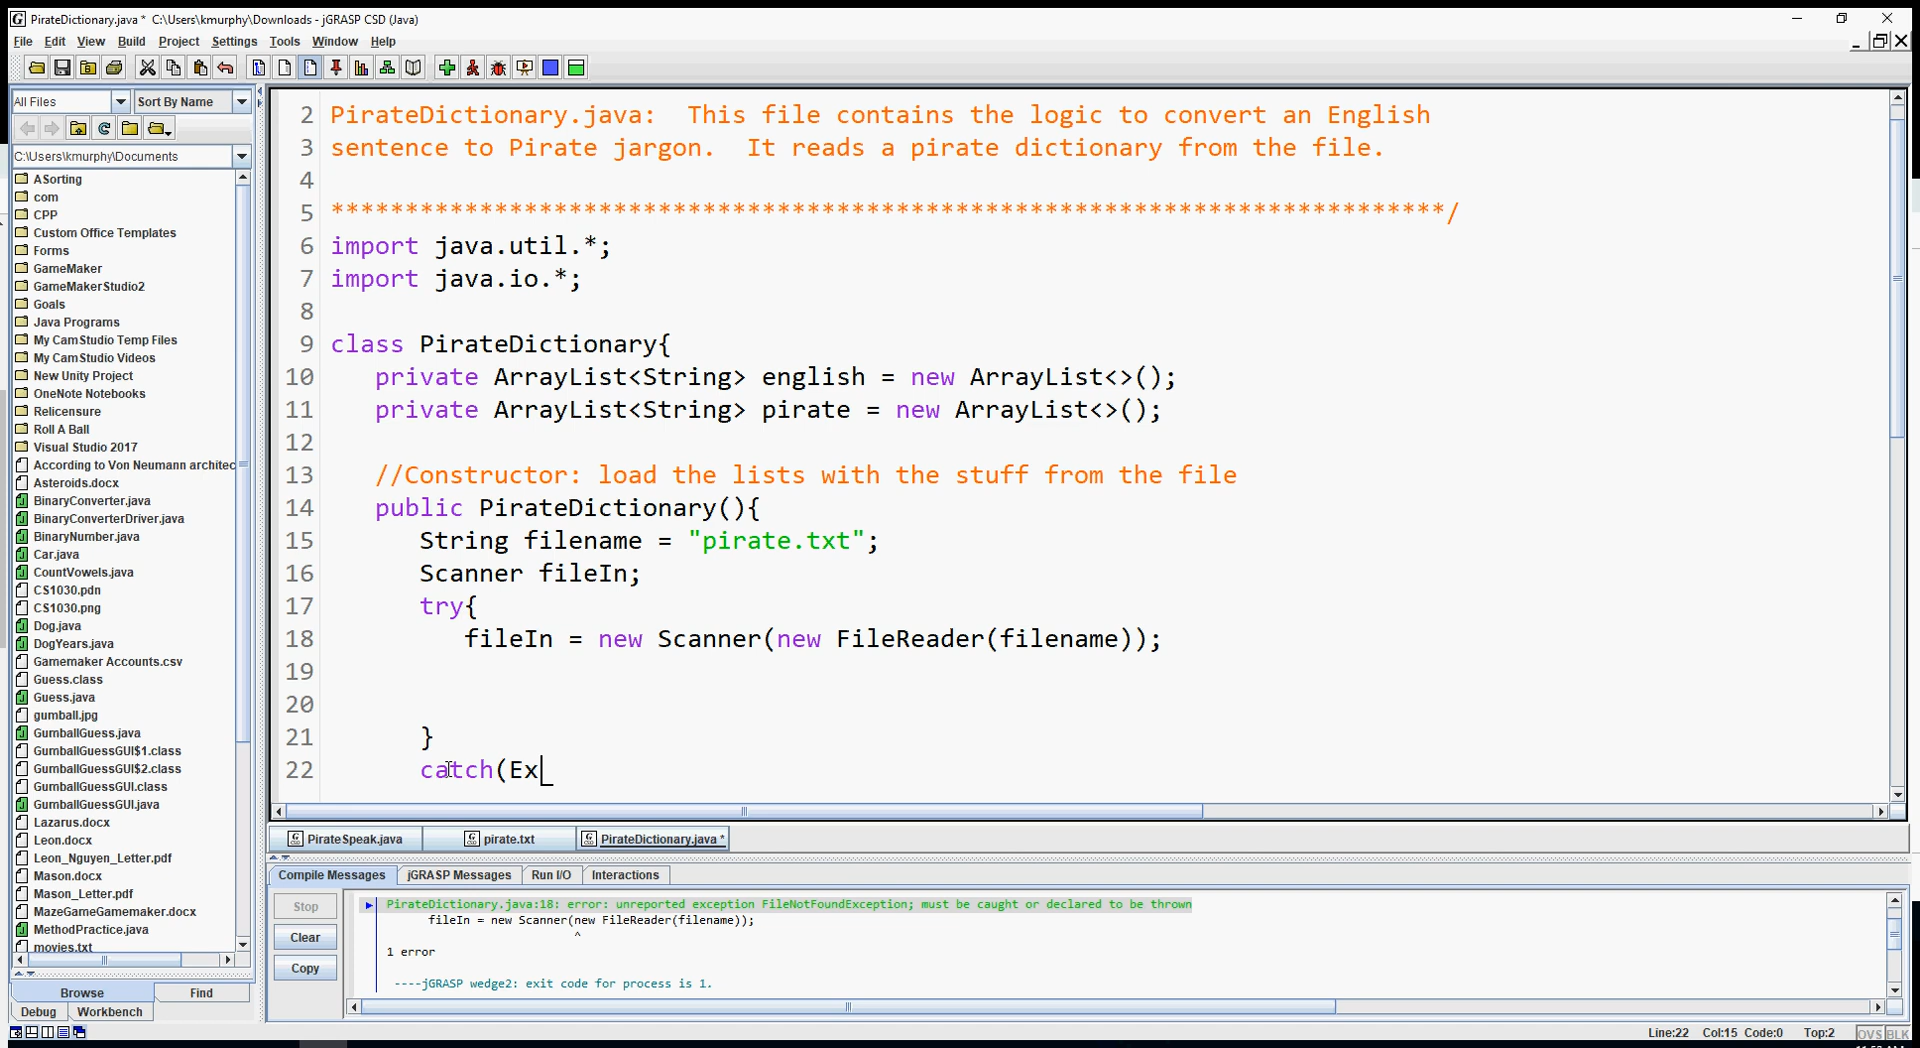 PirateDictionary.java * C:\Users\kmurphy\Downloads - jGRASP CSD (Java)
File Edit View Build Project Settings Tools Window Help
All Files Sort By Name
C:\Users\kmurphy\Documents
ASorting
com
CPP
Custom Office Templates
Forms
GameMaker
GameMakerStudio2
Goals
Java Programs
My CamStudio Temp Files
My CamStudio Videos
New Unity Project
OneNote Notebooks
Relicensure
Roll A Ball
Visual Studio 2017
According to Von Neumann architec
Asteroids.docx
BinaryConverter.java
BinaryConverterDriver.java
BinaryNumber.java
Car.java
CountVowels.java
CS1030.pdn
CS1030.png
Dog.java
DogYears.java
Gamemaker Accounts.csv
Guess.class
Guess.java
gumball.jpg
GumballGuess.java
GumballGuessGUI$1.class
GumballGuessGUI$2.class
GumballGuessGUI.class
GumballGuessGUI.java
Lazarus.docx
Leon.docx
Leon_Nguyen_Letter.pdf
Mason.docx
Mason_Letter.pdf
MazeGameGamemaker.docx
MethodPractice.java
movies.txt
Browse Find
Debug Workbench
2 PirateDictionary.java:  This file contains the logic to convert an English
3 sentence to Pirate jargon.  It reads a pirate dictionary from the file.
4
5 ***************************************************************************/
6 import java.util.*;
7 import java.io.*;
8
9 class PirateDictionary{
10 private ArrayList<String> english = new ArrayList<>();
11 private ArrayList<String> pirate = new ArrayList<>();
12
13 //Constructor: load the lists with the stuff from the file
14 public PirateDictionary(){
15 String filename = "pirate.txt";
16 Scanner fileIn;
17 try{
18 fileIn = new Scanner(new FileReader(filename));
19
20
21 }
22 catch(Ex
PirateSpeak.java pirate.txt PirateDictionary.java *
Compile Messages jGRASP Messages Run I/O Interactions
Stop
Clear
Copy
PirateDictionary.java:18: error: unreported exception FileNotFoundException; must be caught or declared to be thrown
fileIn = new Scanner(new FileReader(filename));
^
1 error
----jGRASP wedge2: exit code for process is 1.
Line:22 Col:15 Code:0 Top:2 OVS BLK